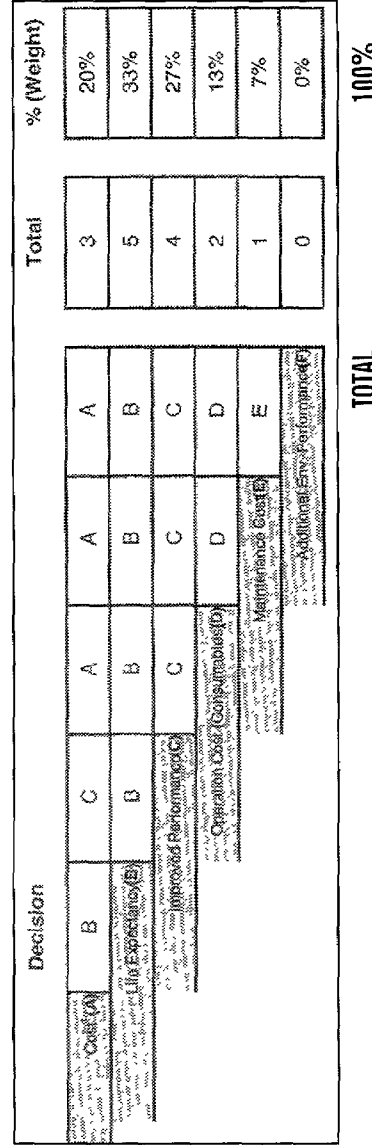 Decision Total % (Weight)
Cost (A) B C A A A 3 20%
Life Expectancy(B) B B B B 5 33%
Improved Performance(C) C C C 4 27%
Operation Cost (Consumables)(D) D D 2 13%
Maintenance Cost(E) E 1 7%
Additional Env. Performance(F) 0 0%
TOTAL 100%